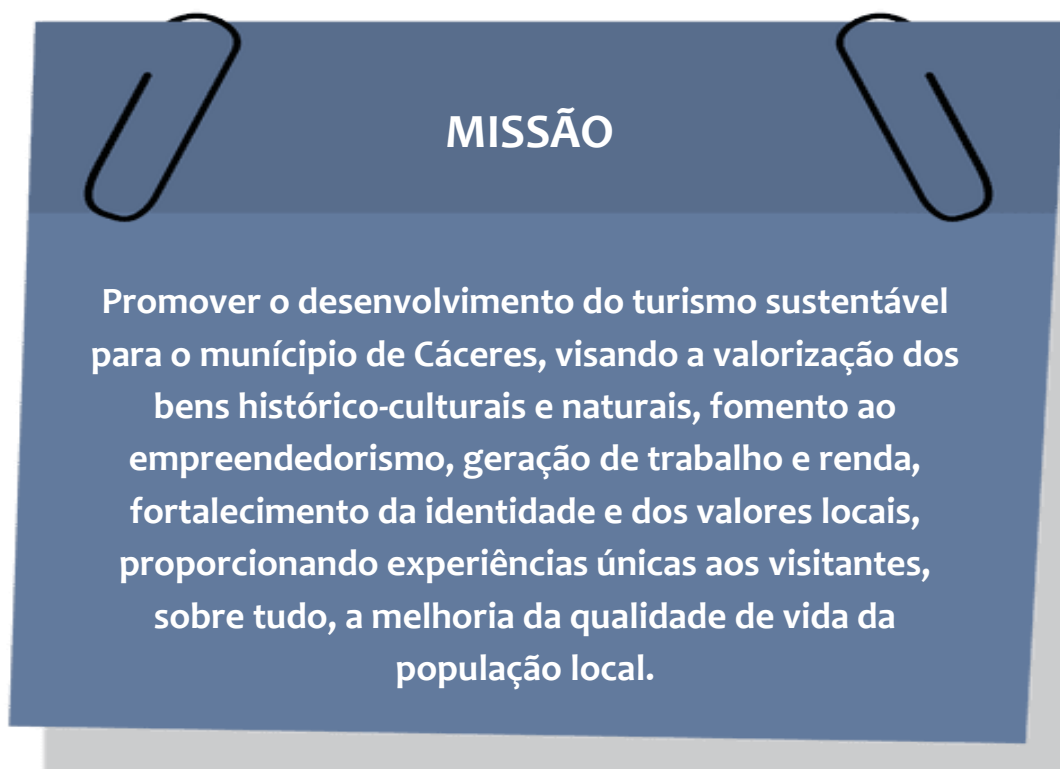 MISSÃO
Promover o desenvolvimento do turismo sustentável
para o munícipio de Cáceres, visando a valorização dos
bens histórico-culturais e naturais, fomento ao
empreendedorismo, geração de trabalho e renda,
fortalecimento da identidade e dos valores locais,
proporcionando experiências únicas aos visitantes,
sobre tudo, a melhoria da qualidade de vida da
população local.